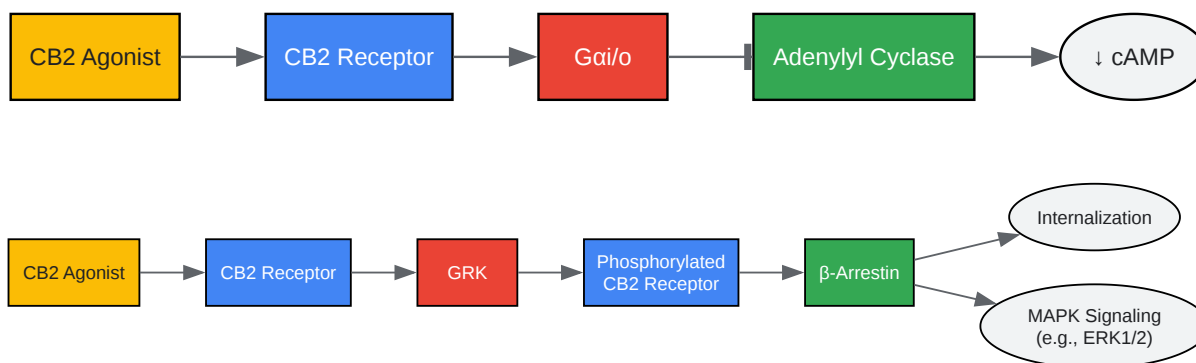 CB2 Agonist
CB2 Receptor
Gαi/o
Adenylyl Cyclase
↓ cAMP
CB2 Agonist
CB2 Receptor
GRK
Phosphorylated
CB2 Receptor
β-Arrestin
Internalization
MAPK Signaling
(e.g., ERK1/2)